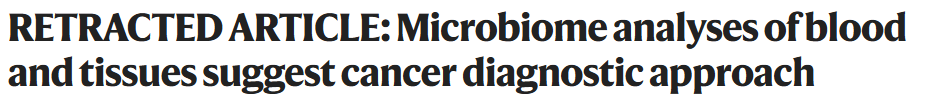 RETRACTED ARTICLE: Microbiome analyses of blood
and tissues suggest cancer diagnostic approach